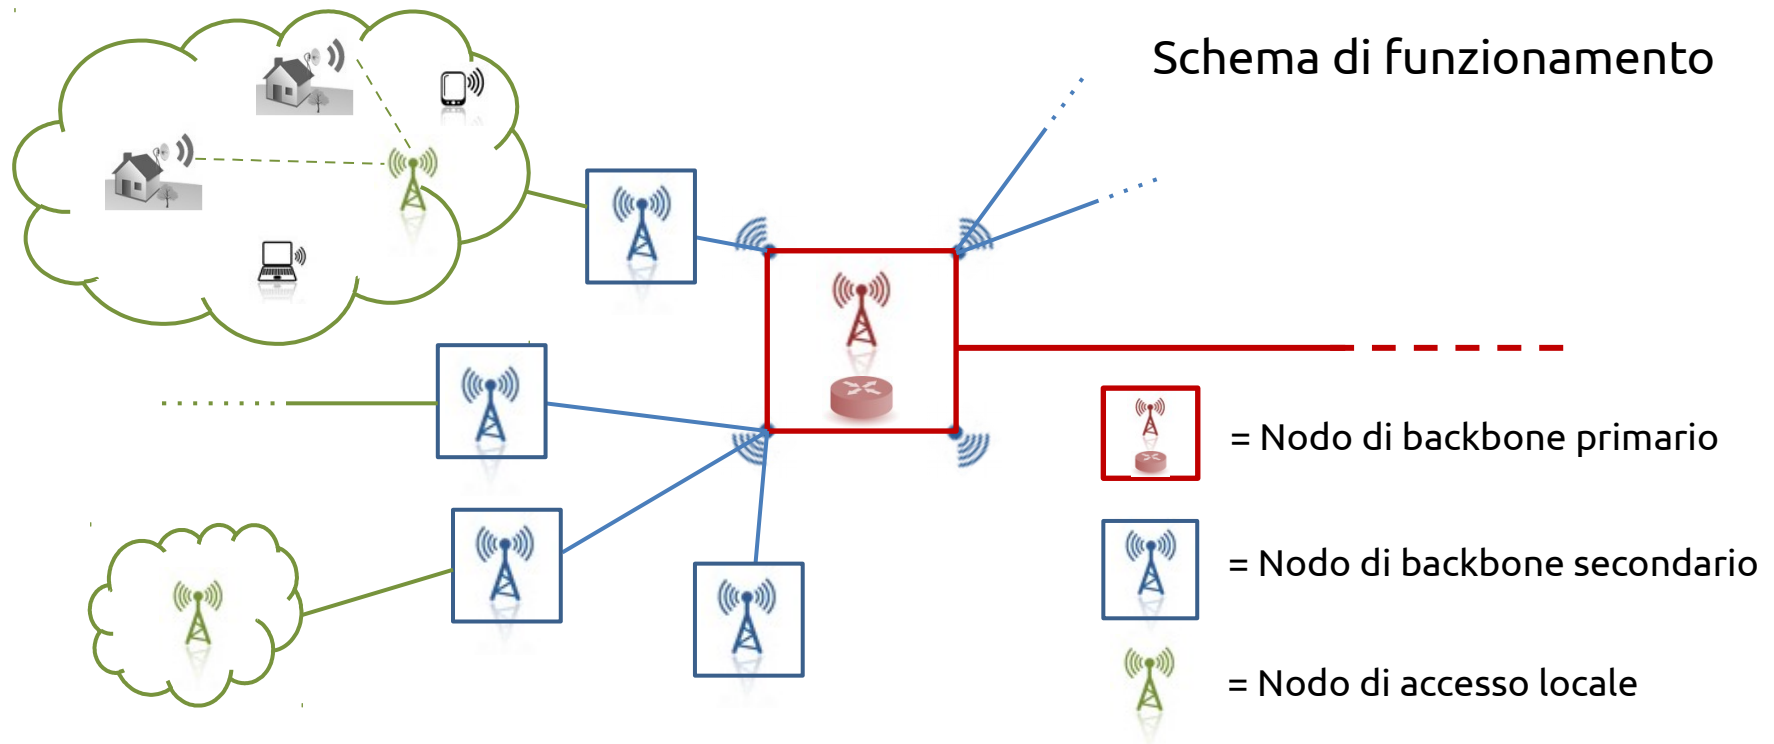 Schema di funzionamento
= Nodo di backbone primario
= Nodo di backbone secondario
= Nodo di accesso locale